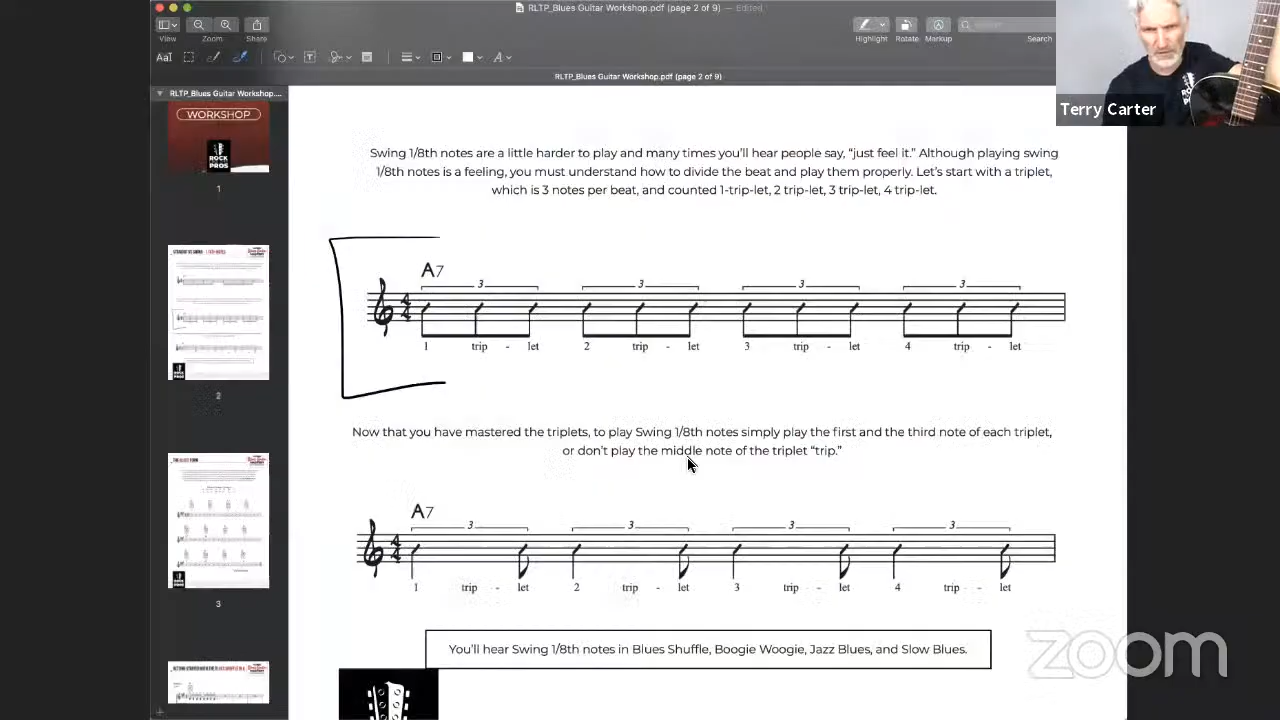 RLTP_Blues Guitar Workshop.pdf (page 2 of 9) — Edited
View
Zoom
Share
Highlight
Rotate
Markup
Search
Search
AaI
A
RLTP_Blues Guitar Workshop.pdf (page 2 of 9)
RLTP_Blues Guitar Workshop....
WORKSHOP
ROCK
PROS
1
2
3
Terry Carter
Swing 1/8th notes are a little harder to play and many times you’ll hear people say, “just feel it.” Although playing swing
1/8th notes is a feeling, you must understand how to divide the beat and play them properly. Let’s start with a triplet,
which is 3 notes per beat, and counted 1-trip-let, 2 trip-let, 3 trip-let, 4 trip-let.
A7
3 3 3 3
4
4
1 trip - let 2 trip - let 3 trip - let 4 trip - let
Now that you have mastered the triplets, to play Swing 1/8th notes simply play the first and the third note of each triplet,
or don't play the middle note of the triplet “trip.”
A7
3 3 3 3
4
4
1 trip - let 2 trip - let 3 trip - let 4 trip - let
You’ll hear Swing 1/8th notes in Blues Shuffle, Boogie Woogie, Jazz Blues, and Slow Blues.
zoom